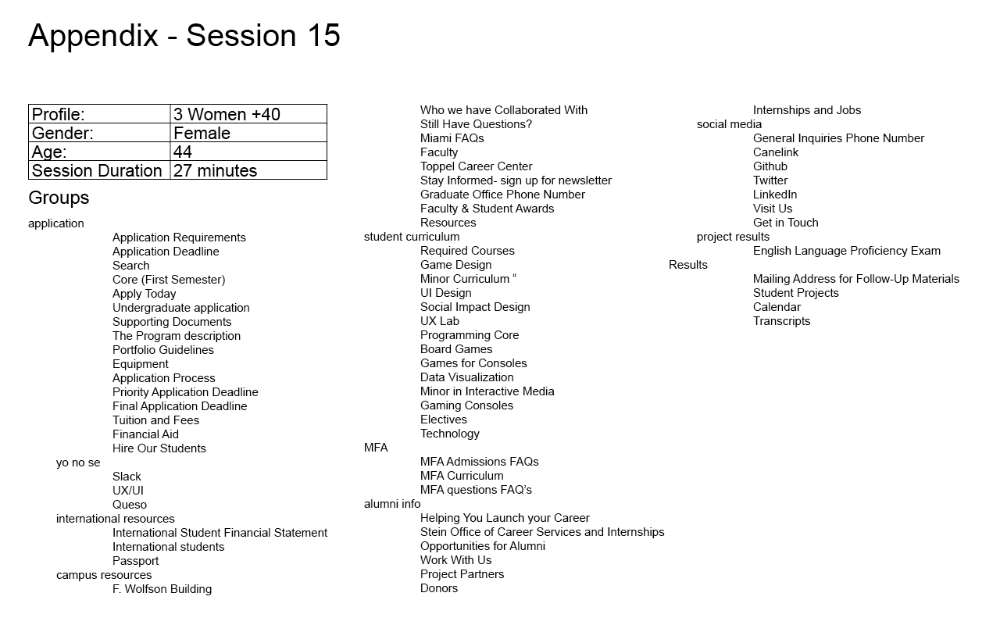 Appendix - Session 15
Profile: 3 Women +40
Gender: Female
Age: 44
Session Duration 27 minutes
Groups
application
Application Requirements
Application Deadline
Search
Core (First Semester)
Apply Today
Undergraduate application
Supporting Documents
The Program description
Portfolio Guidelines
Equipment
Application Process
Priority Application Deadline
Final Application Deadline
Tuition and Fees
Financial Aid
Hire Our Students
yo no se
Slack
UX/UI
Queso
international resources
International Student Financial Statement
International students
Passport
campus resources
F. Wolfson Building
Who we have Collaborated With
Still Have Questions?
Miami FAQs
Faculty
Toppel Career Center
Stay Informed- sign up for newsletter
Graduate Office Phone Number
Faculty & Student Awards
Resources
student curriculum
Required Courses
Game Design
Minor Curriculum “
UI Design
Social Impact Design
UX Lab
Programming Core
Board Games
Games for Consoles
Data Visualization
Minor in Interactive Media
Gaming Consoles
Electives
Technology
MFA
MFA Admissions FAQs
MFA Curriculum
MFA questions FAQ’s
alumni info
Helping You Launch your Career
Stein Office of Career Services and Internships
Opportunities for Alumni
Work With Us
Project Partners
Donors
Internships and Jobs
social media
General Inquiries Phone Number
Canelink
Github
Twitter
LinkedIn
Visit Us
Get in Touch
project results
English Language Proficiency Exam
Results
Mailing Address for Follow-Up Materials
Student Projects
Calendar
Transcripts